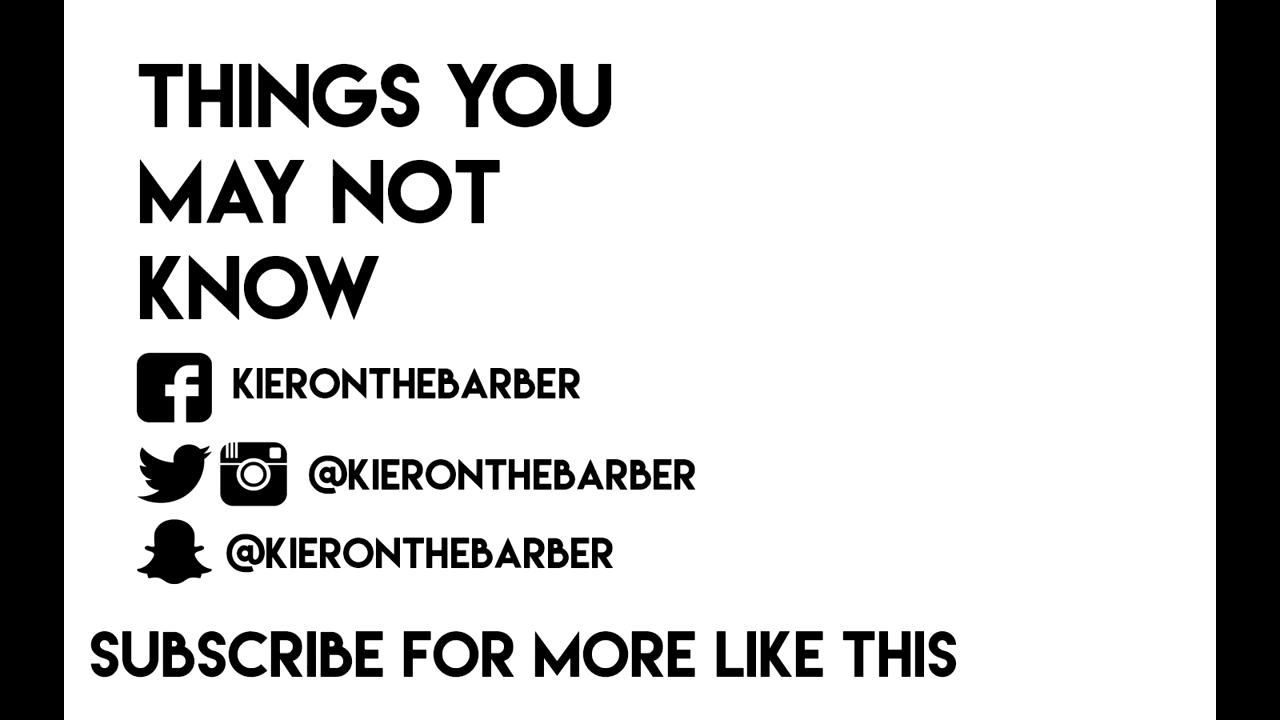 THINGS YOU
MAY NOT
KNOW
KIERONTHEBARBER
@KIERONTHEBARBER
@KIERONTHEBARBER
SUBSCRIBE FOR MORE LIKE THIS